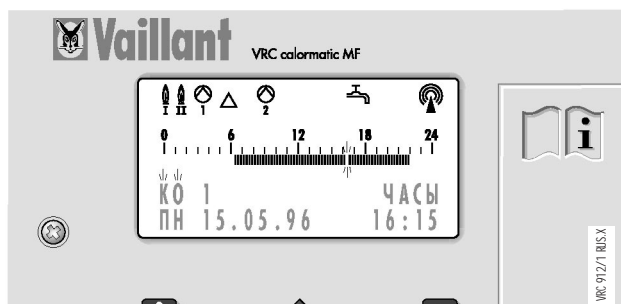 Vaillant
VRC calormatic MF
I II 1 2
0 6 12 18 24
КО 1 ЧАСЫ
ПН 15.05.96 16:15
i
VRC 912/1 RUS.X